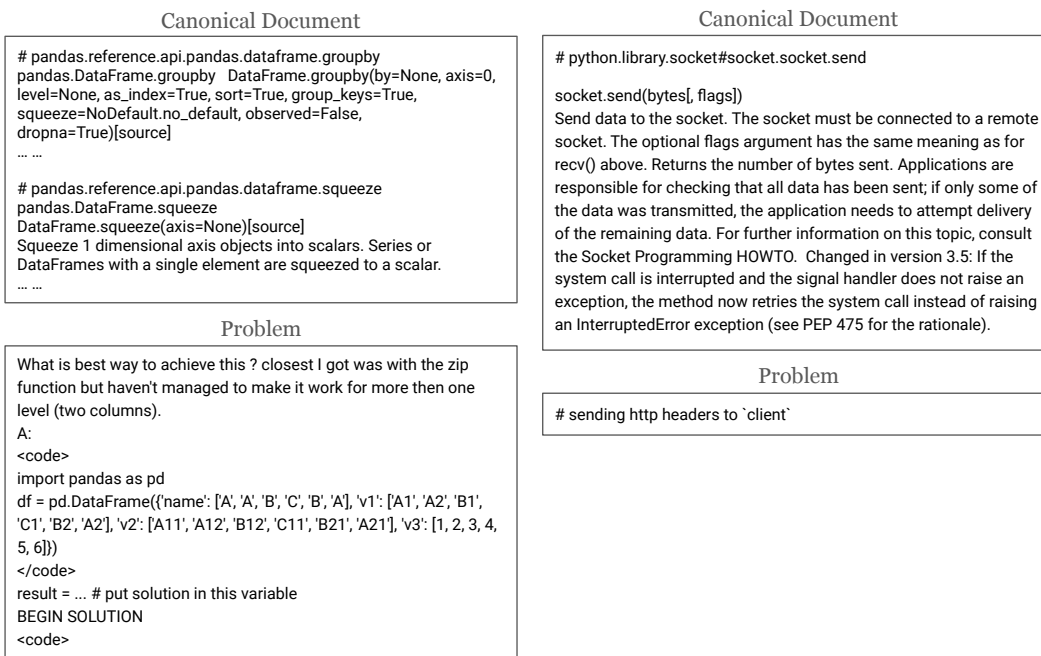 Canonical Document
# pandas.reference.api.pandas.dataframe.groupby
pandas.DataFrame.groupby   DataFrame.groupby(by=None, axis=0,
level=None, as_index=True, sort=True, group_keys=True,
squeeze=NoDefault.no_default, observed=False,
dropna=True)[source]
... ...
# pandas.reference.api.pandas.dataframe.squeeze
pandas.DataFrame.squeeze
DataFrame.squeeze(axis=None)[source]
Squeeze 1 dimensional axis objects into scalars. Series or
DataFrames with a single element are squeezed to a scalar.
... ...
Problem
What is best way to achieve this ? closest I got was with the zip
function but haven't managed to make it work for more then one
level (two columns).
A:
<code>
import pandas as pd
df = pd.DataFrame({'name': ['A', 'A', 'B', 'C', 'B', 'A'], 'v1': ['A1', 'A2', 'B1',
'C1', 'B2', 'A2'], 'v2': ['A11', 'A12', 'B12', 'C11', 'B21', 'A21'], 'v3': [1, 2, 3, 4,
5, 6]})
</code>
result = ... # put solution in this variable
BEGIN SOLUTION
<code>
Canonical Document
# python.library.socket#socket.socket.send
socket.send(bytes[, flags])
Send data to the socket. The socket must be connected to a remote
socket. The optional flags argument has the same meaning as for
recv() above. Returns the number of bytes sent. Applications are
responsible for checking that all data has been sent; if only some of
the data was transmitted, the application needs to attempt delivery
of the remaining data. For further information on this topic, consult
the Socket Programming HOWTO.  Changed in version 3.5: If the
system call is interrupted and the signal handler does not raise an
exception, the method now retries the system call instead of raising
an InterruptedError exception (see PEP 475 for the rationale).
Problem
# sending http headers to `client`